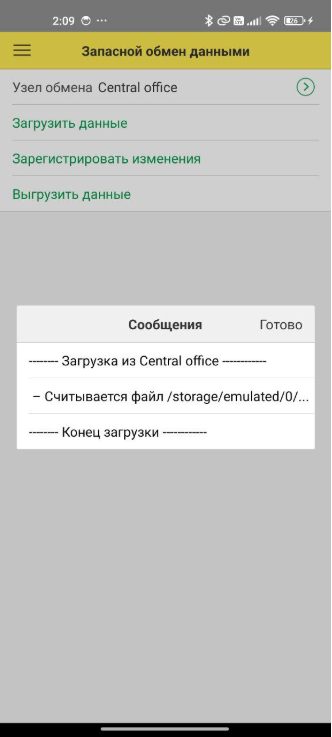 2:09
26
Запасной обмен данными
Узел обмена Central office
Загрузить данные
Зарегистрировать изменения
Выгрузить данные
Сообщения Готово
-------- Загрузка из Central office ------------
– Считывается файл /storage/emulated/0/...
-------- Конец загрузки ------------